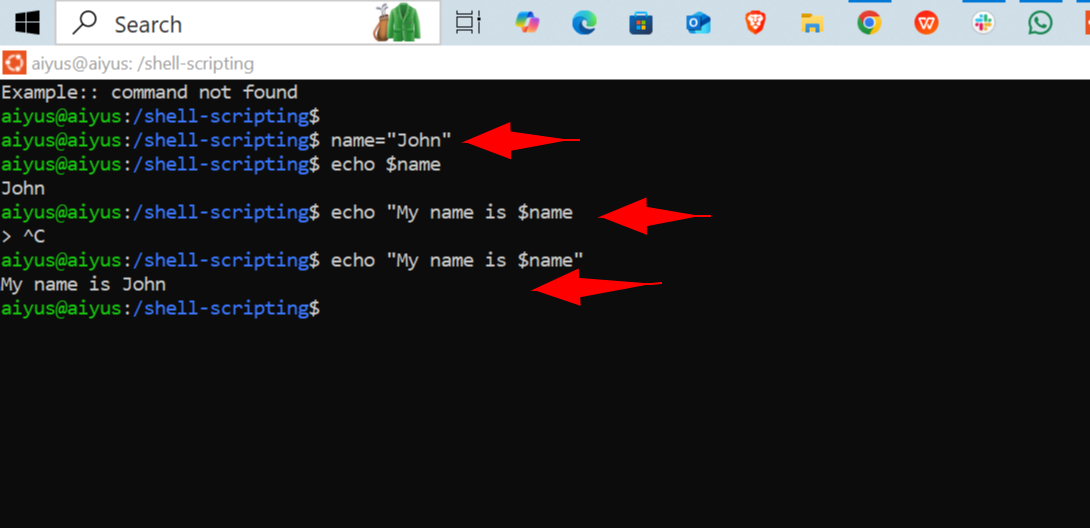 Search
aiyus@aiyus: /shell-scripting
Example:: command not found
aiyus@aiyus:/shell-scripting$
aiyus@aiyus:/shell-scripting$ name="John"
aiyus@aiyus:/shell-scripting$ echo $name
John
aiyus@aiyus:/shell-scripting$ echo "My name is $name
> ^C
aiyus@aiyus:/shell-scripting$ echo "My name is $name"
My name is John
aiyus@aiyus:/shell-scripting$